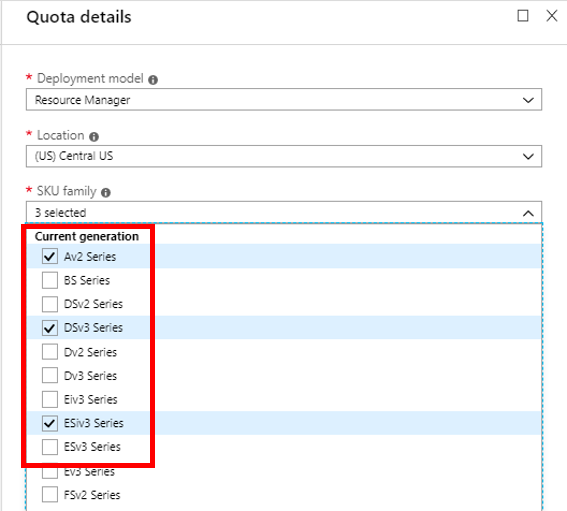 Quota details
* Deployment model
Resource Manager
* Location
(US) Central US
* SKU family
3 selected
Current generation
Av2 Series
BS Series
DSv2 Series
DSv3 Series
Dv2 Series
Dv3 Series
Eiv3 Series
ESiv3 Series
ESv3 Series
Ev3 Series
FSv2 Series